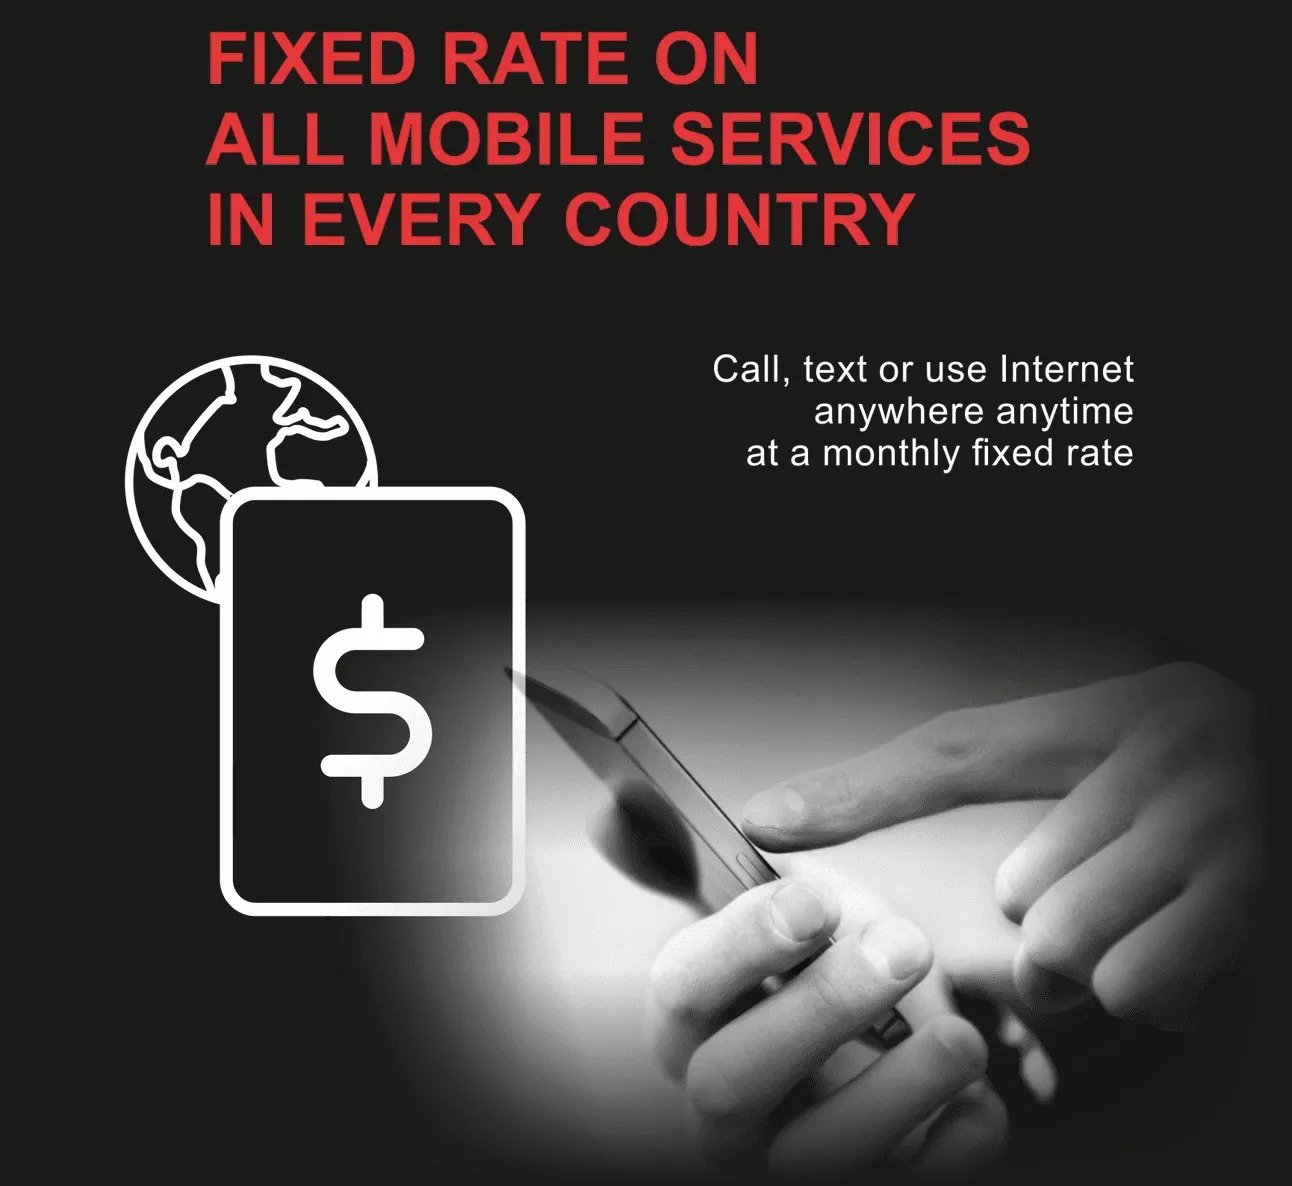 FIXED RATE ON
ALL MOBILE SERVICES
IN EVERY COUNTRY
Call, text or use Internet
anywhere anytime
at a monthly fixed rate
$